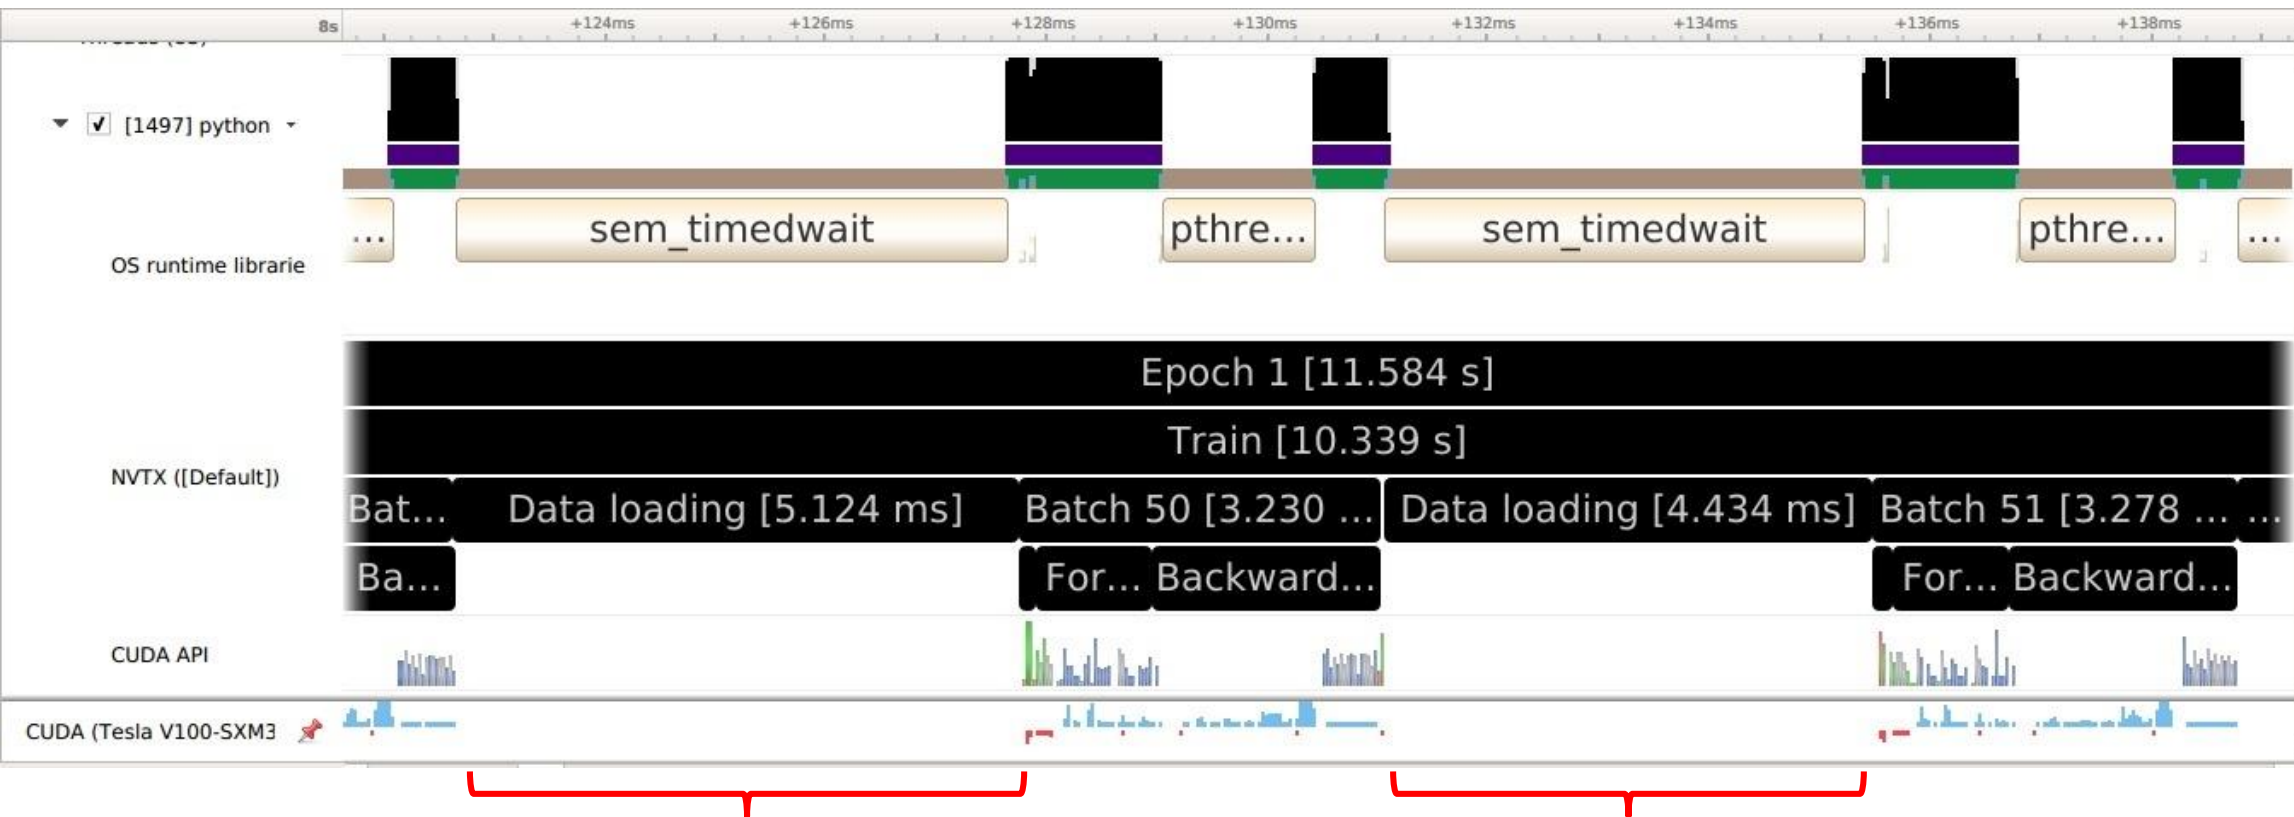 8s +124ms +126ms +128ms +130ms +132ms +134ms +136ms +138ms
[1497] python
... sem_timedwait pthre... sem_timedwait pthre... ...
OS runtime librarie
Epoch 1 [11.584 s]
Train [10.339 s]
NVTX ([Default])
Bat... Data loading [5.124 ms] Batch 50 [3.230 ... Data loading [4.434 ms] Batch 51 [3.278 ... ...
Ba... For... Backward... For... Backward...
CUDA API
CUDA (Tesla V100-SXM3